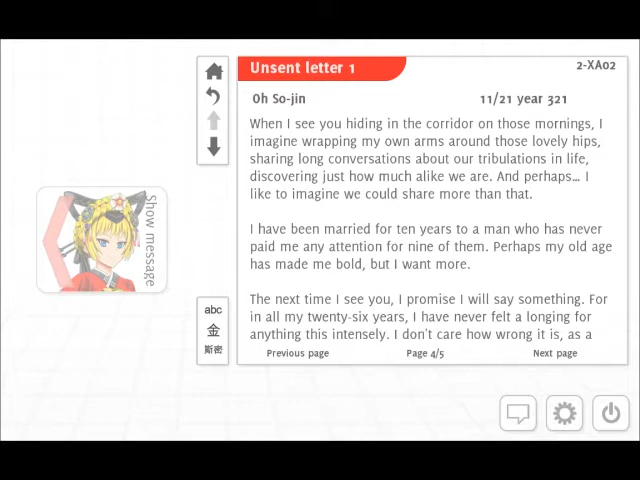 Unsent letter 1
2-XA02
Oh So-jin
11/21 year 321
When I see you hiding in the corridor on those mornings, I
imagine wrapping my own arms around those lovely hips,
sharing long conversations about our tribulations in life,
discovering just how much alike we are. And perhaps... I
like to imagine we could share more than that.
I have been married for ten years to a man who has never
paid me any attention for nine of them. Perhaps my old age
has made me bold, but I want more.
The next time I see you, I promise I will say something. For
in all my twenty-six years, I have never felt a longing for
anything this intensely. I don't care how wrong it is, as a
Previous page
Page 4/5
Next page
Show message
abc
金
斯密